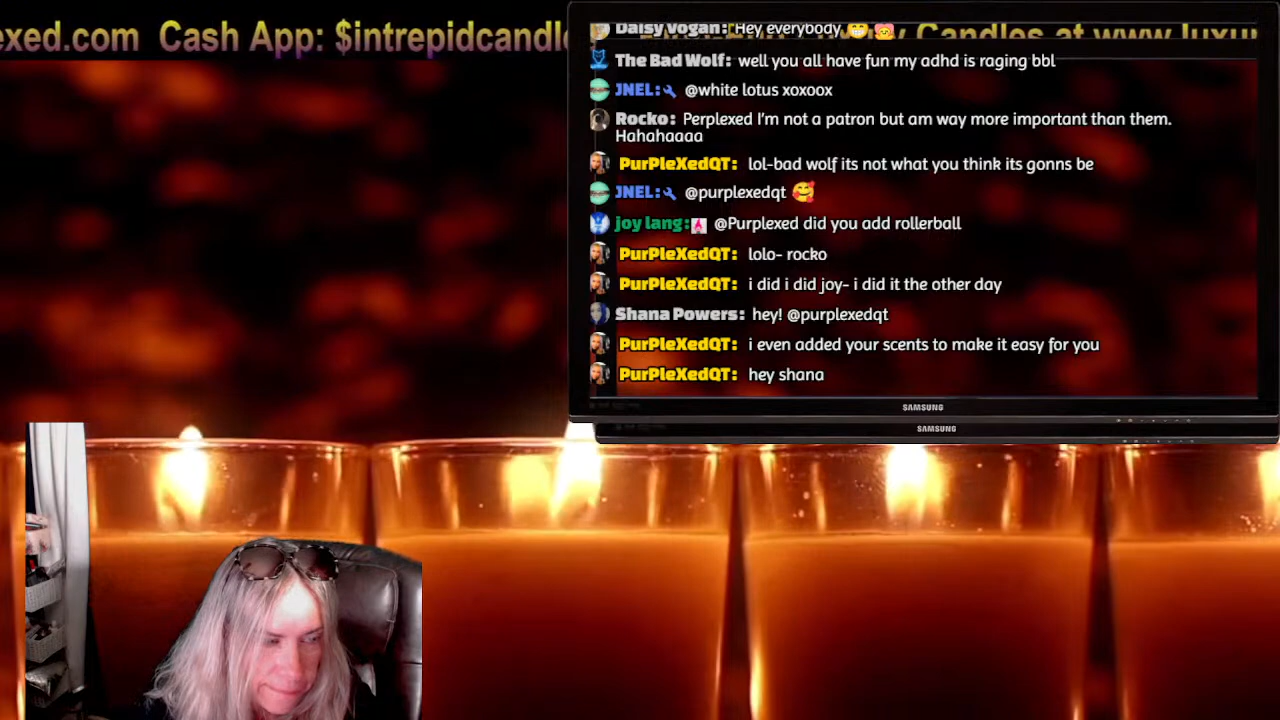 exed.com Cash App: $intrepidcandle
Candles at www.luxu
Daisy Vogan: Hey everybody 😁
The Bad Wolf: well you all have fun my adhd is raging bbl
JNEL: @white lotus xoxoox
Rocko: Perplexed I'm not a patron but am way more important than them.
Hahahaaaa
PurPleXedQT: lol-bad wolf its not what you think its gonns be
JNEL: @purplexedqt 🥰
joy lang: @Purplexed did you add rollerball
PurPleXedQT: lolo- rocko
PurPleXedQT: i did i did joy- i did it the other day
Shana Powers: hey! @purplexedqt
PurPleXedQT: i even added your scents to make it easy for you
PurPleXedQT: hey shana
SAMSUNG
SAMSUNG